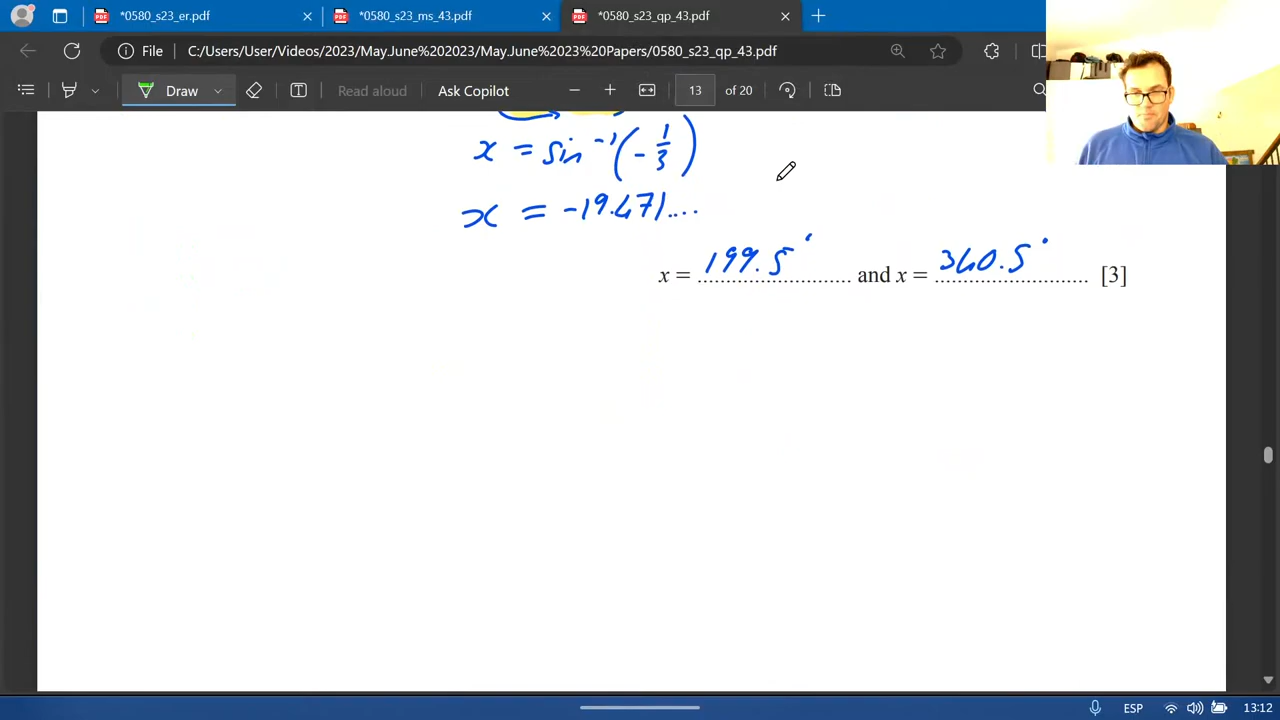 *0580_s23_er.pdf
*0580_s23_ms_43.pdf
*0580_s23_qp_43.pdf
File C:/Users/User/Videos/2023/May.June%202023/May.June%2023%20Papers/0580_s23_qp_43.pdf
Draw Read aloud Ask Copilot 13 of 20
x = sin⁻¹(-1/3)
x = -19.471....
x = 199.5° and x = 340.5° [3]
ESP 13:12